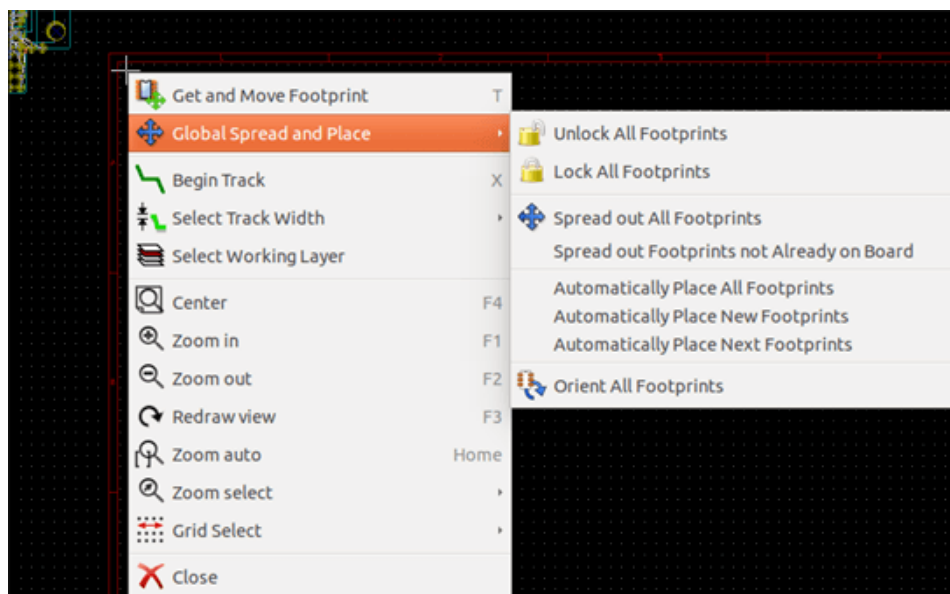 Get and Move Footprint T
Global Spread and Place
Begin Track X
Select Track Width
Select Working Layer
Center F4
Zoom in F1
Zoom out F2
Redraw view F3
Zoom auto Home
Zoom select
Grid Select
Close
Unlock All Footprints
Lock All Footprints
Spread out All Footprints
Spread out Footprints not Already on Board
Automatically Place All Footprints
Automatically Place New Footprints
Automatically Place Next Footprints
Orient All Footprints